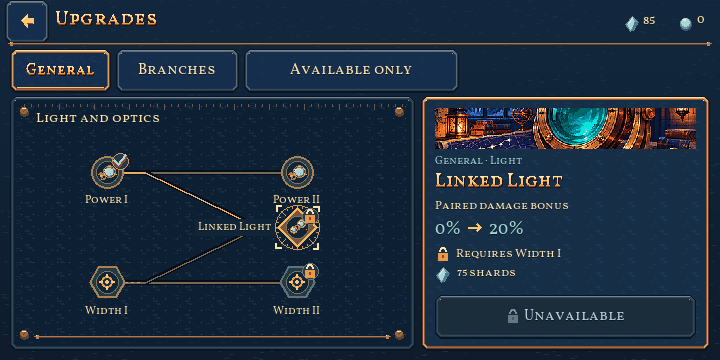 Upgrades
85
0
General
Branches
Available only
Light and optics
Power I
Power II
Linked Light
Width I
Width II
General · Light
Linked Light
Paired damage bonus
0% → 20%
Requires Width I
75 shards
Unavailable